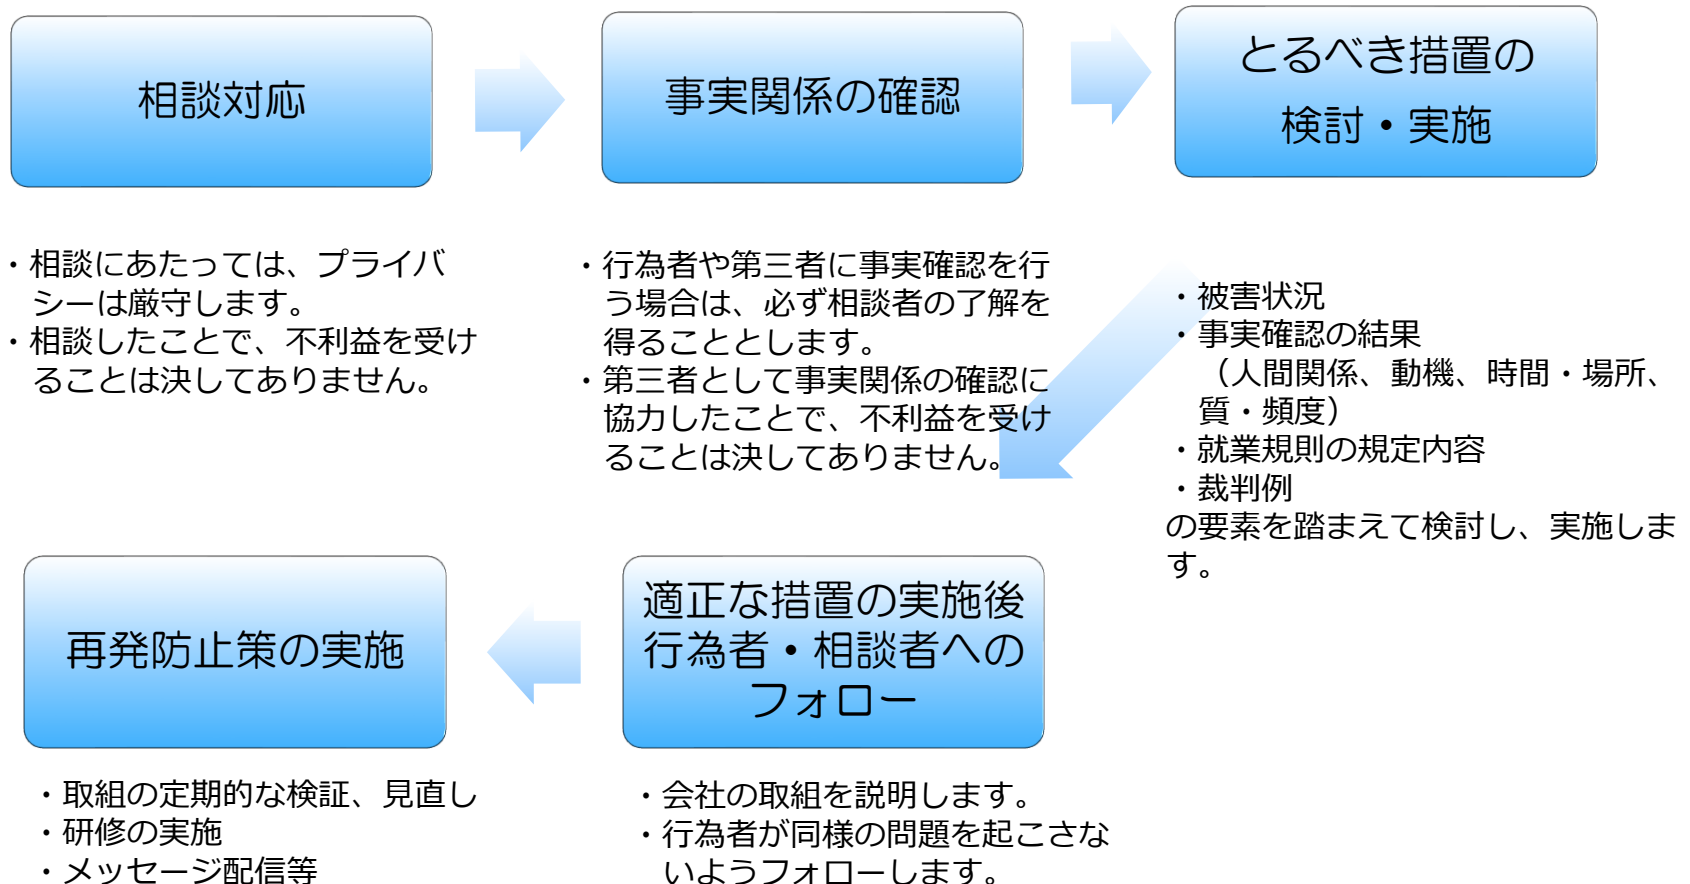 相談対応
・相談にあたっては、プライバ
シーは厳守します。
・相談したことで、不利益を受け
ることは決してありません。
事実関係の確認
・行為者や第三者に事実確認を行
う場合は、必ず相談者の了解を
得ることとします。
・第三者として事実関係の確認に
協力したことで、不利益を受け
ることは決してありません。
とるべき措置の
検討・実施
・被害状況
・事実確認の結果
（人間関係、動機、時間・場所、
質・頻度）
・就業規則の規定内容
・裁判例
の要素を踏まえて検討し、実施しま
す。
適正な措置の実施後
行為者・相談者への
フォロー
・会社の取組を説明します。
・行為者が同様の問題を起こさな
いようフォローします。
再発防止策の実施
・取組の定期的な検証、見直し
・研修の実施
・メッセージ配信等